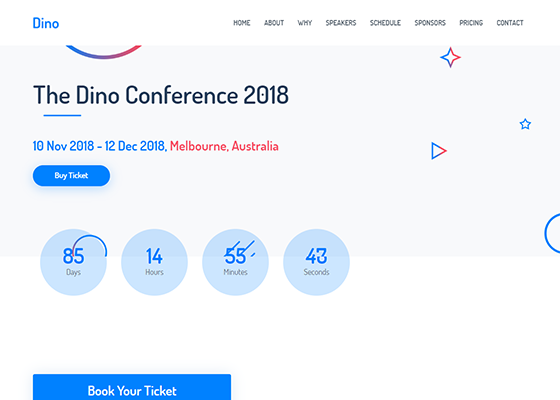 Dino
HOME ABOUT WHY SPEAKERS SCHEDULE SPONSORS PRICING CONTACT
The Dino Conference 2018
10 Nov 2018 - 12 Dec 2018, Melbourne, Australia
Buy Ticket
85 14 55 43
Days Hours Minutes Seconds
Book Your Ticket